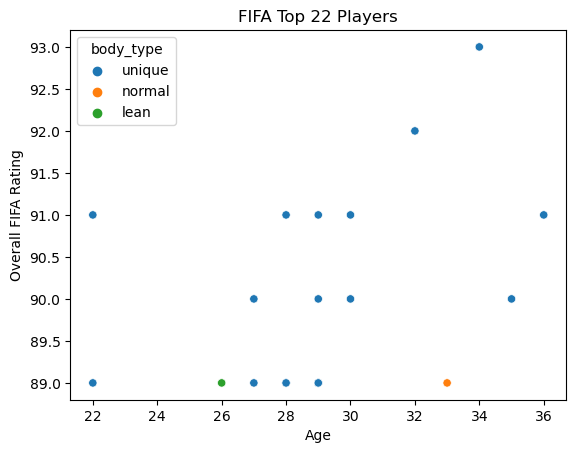 FIFA Top 22 Players
body_type
unique
normal
lean
93.0
92.5
92.0
91.5
91.0
90.5
90.0
89.5
89.0
Overall FIFA Rating
22 24 26 28 30 32 34 36
Age